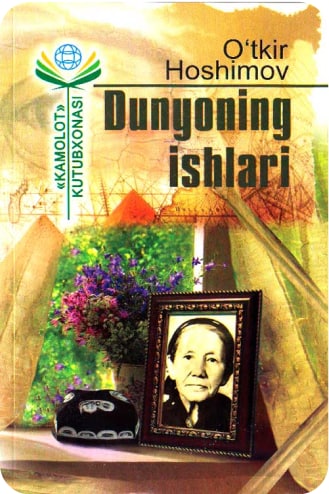 O‘tkir
Hoshimov
Dunyoning
ishlari
«KAMOLOT»
KUTUBXONASI